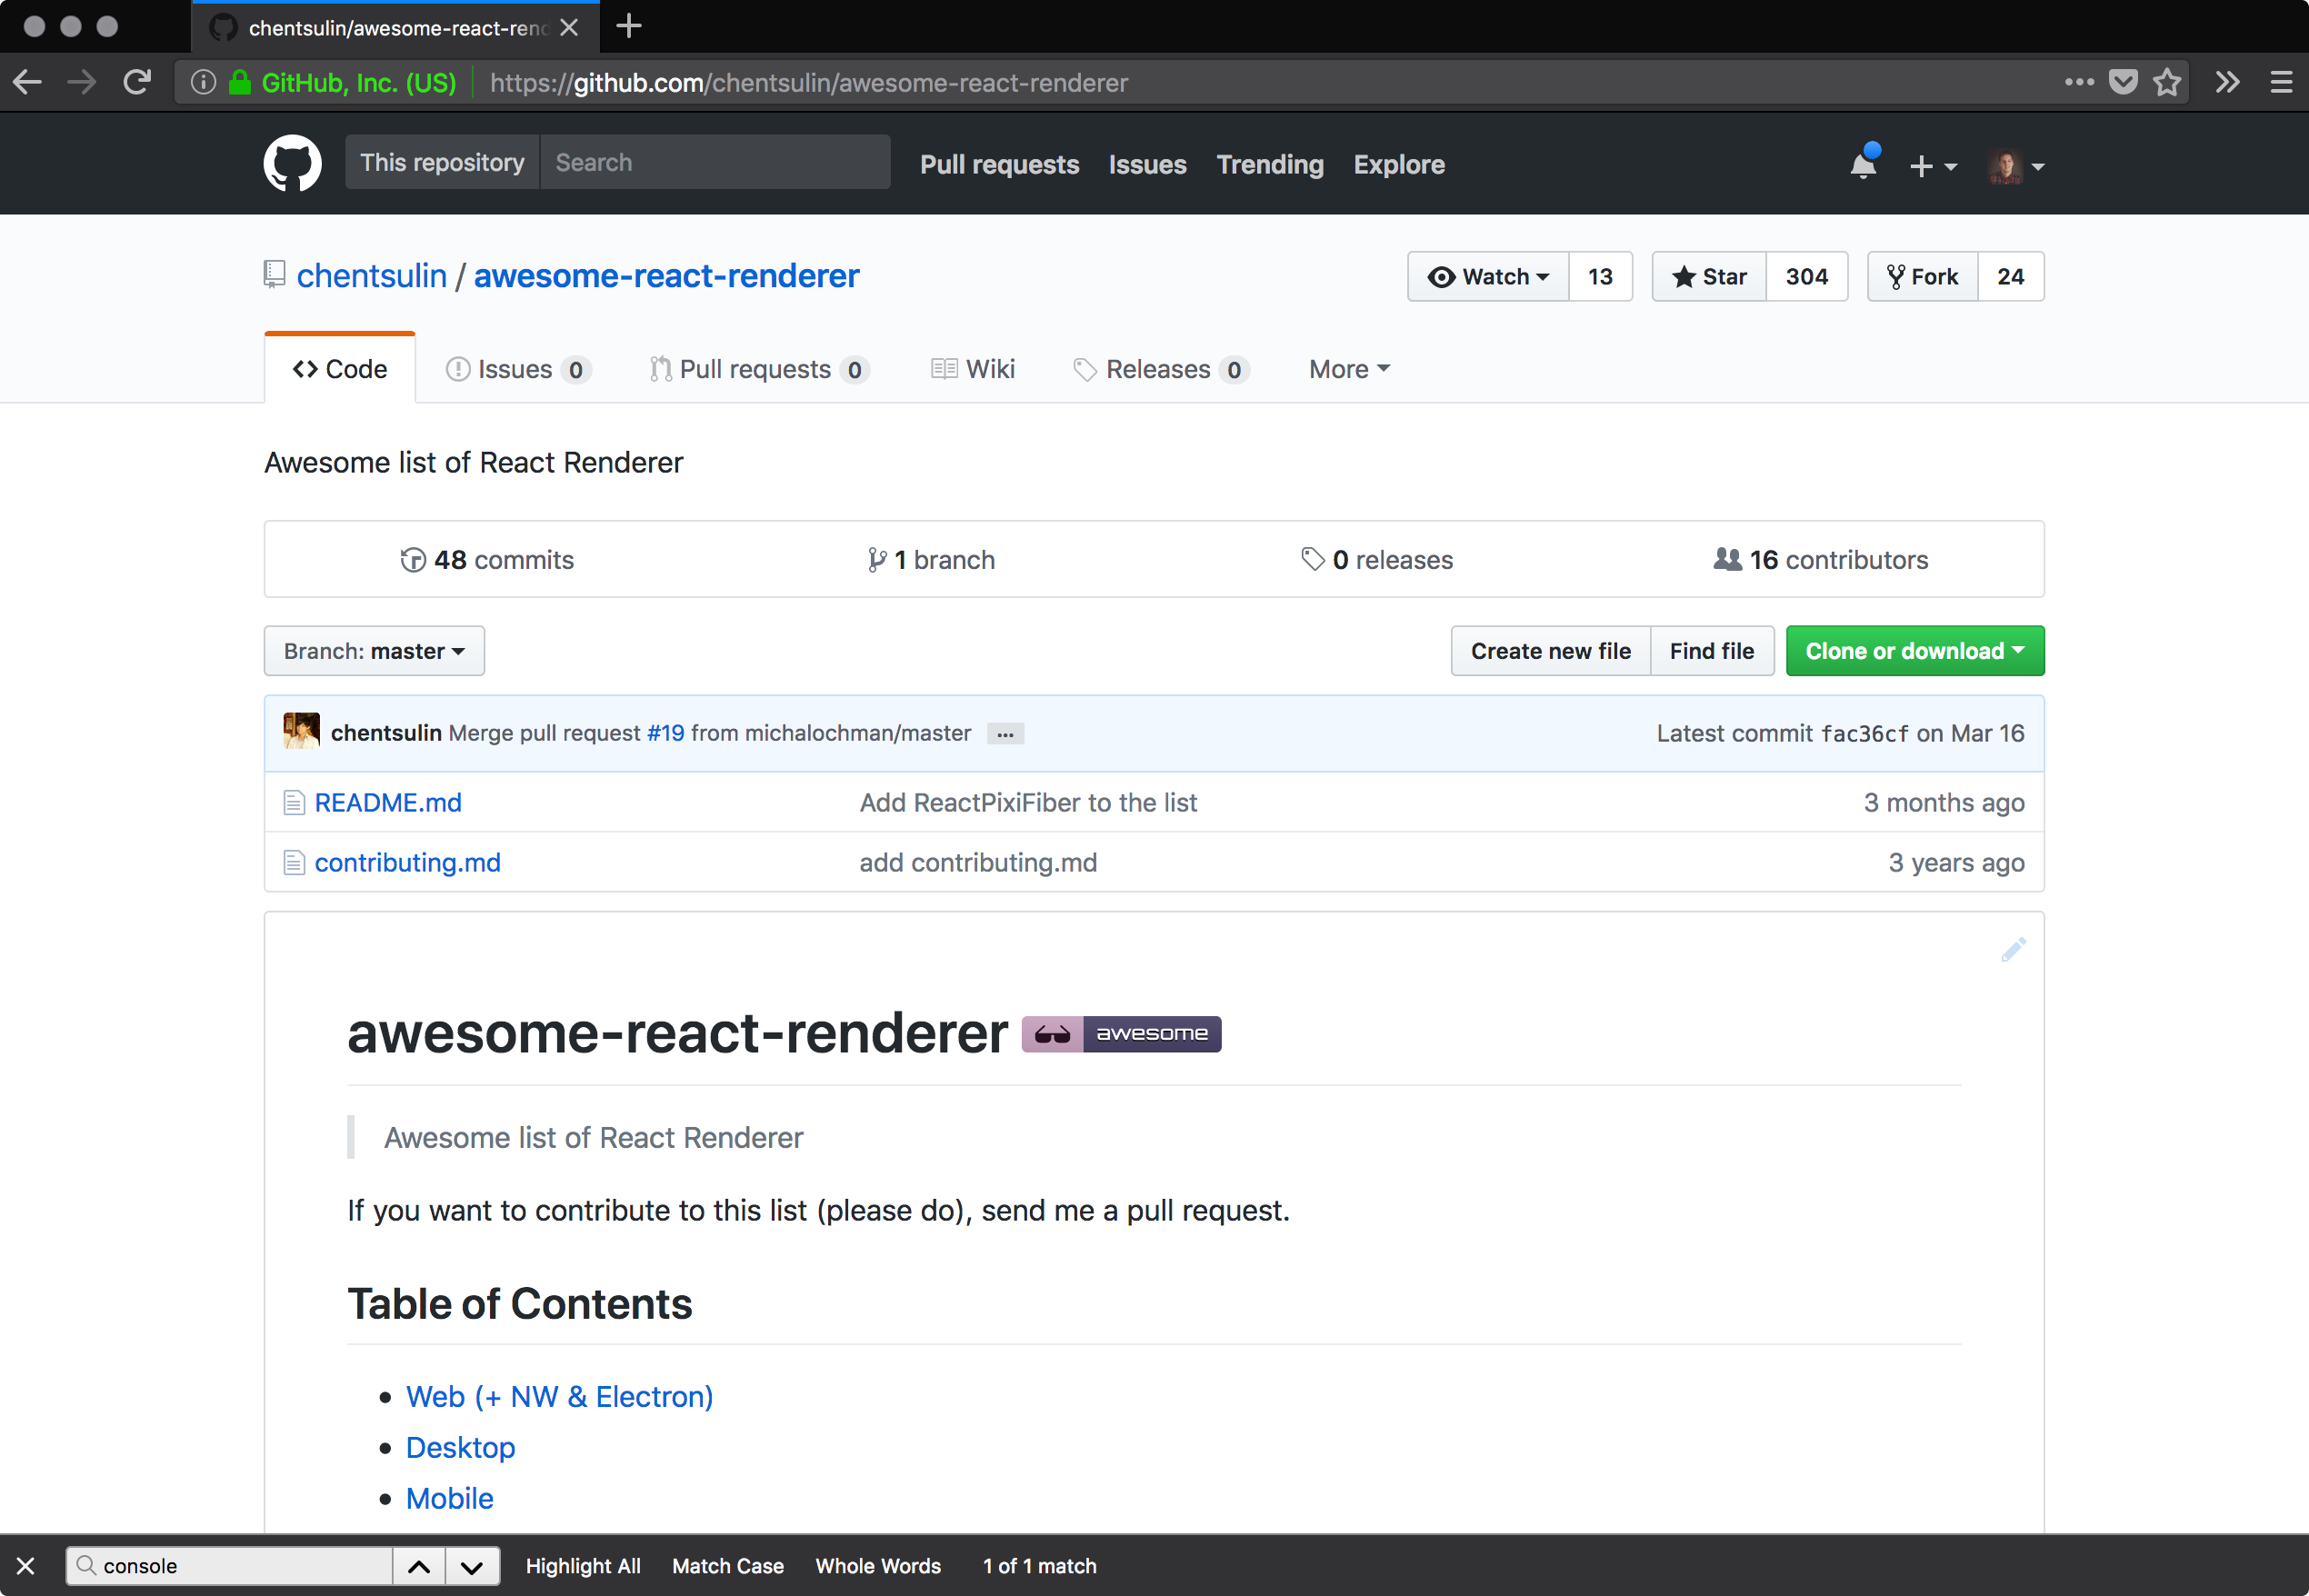 chentsulin/awesome-react-rend
GitHub, Inc. (US) https://github.com/chentsulin/awesome-react-renderer
This repository Search Pull requests Issues Trending Explore
chentsulin / awesome-react-renderer Watch 13 Star 304 Fork 24
Code Issues 0 Pull requests 0 Wiki Releases 0 More
Awesome list of React Renderer
48 commits 1 branch 0 releases 16 contributors
Branch: master Create new file Find file Clone or download
chentsulin Merge pull request #19 from michalochman/master … Latest commit fac36cf on Mar 16
README.md Add ReactPixiFiber to the list 3 months ago
contributing.md add contributing.md 3 years ago
awesome-react-renderer awesome
Awesome list of React Renderer
If you want to contribute to this list (please do), send me a pull request.
Table of Contents
• Web (+ NW & Electron)
• Desktop
• Mobile
console Highlight All Match Case Whole Words 1 of 1 match